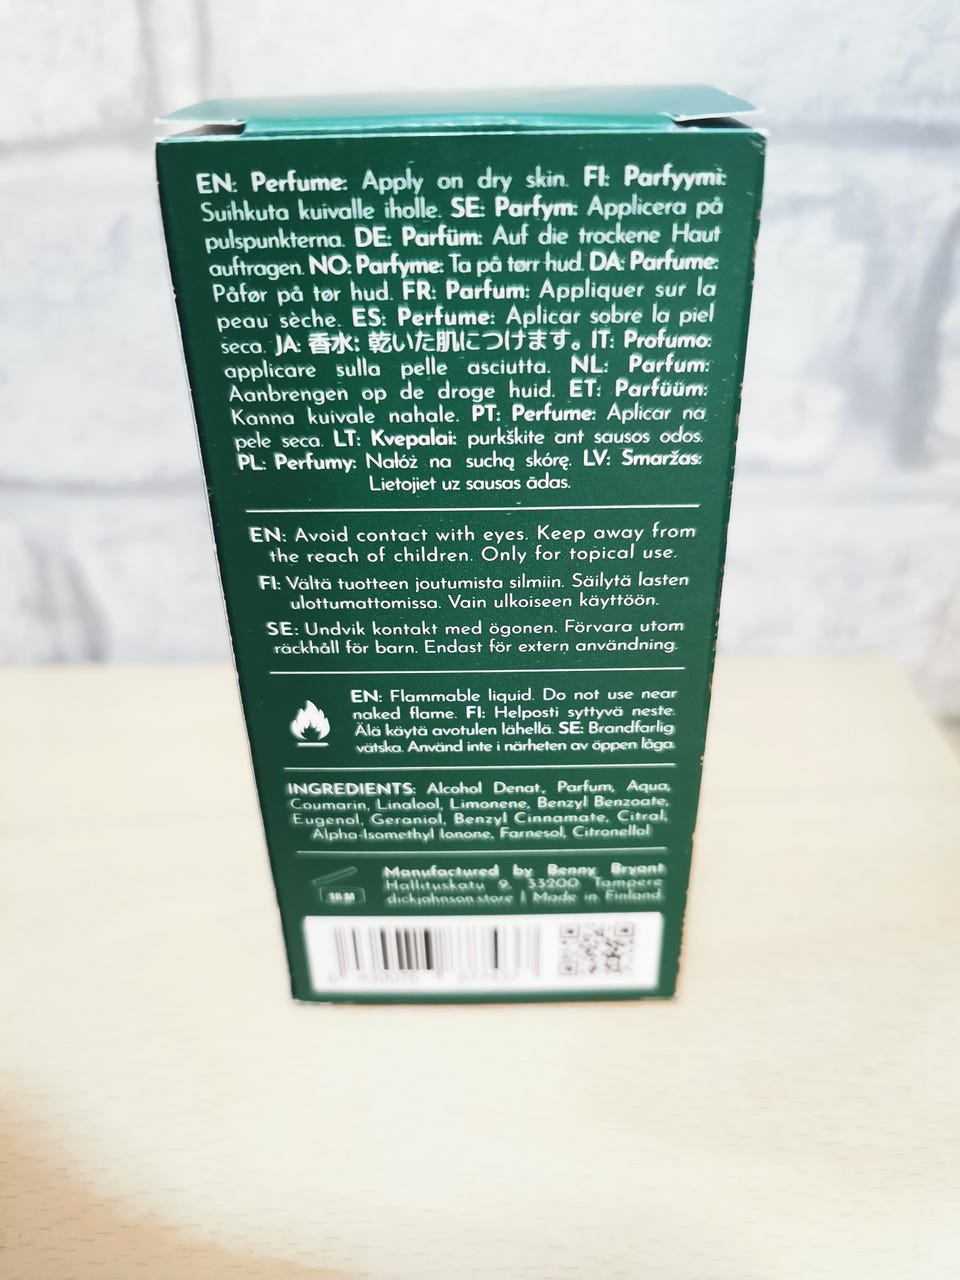 EN: Perfume: Apply on dry skin. FI: Parfyymi:
Suihkuta kuivalle iholle. SE: Parfym: Applicera på
pulspunkterna. DE: Parfüm: Auf die trockene Haut
auftragen. NO: Parfyme: Ta på tørr hud. DA: Parfume:
Påfør på tør hud. FR: Parfum: Appliquer sur la
peau sèche. ES: Perfume: Aplicar sobre la piel
seca. JA: 香水: 乾いた肌につけます。 IT: Profumo:
applicare sulla pelle asciutta. NL: Parfum:
Aanbrengen op de droge huid. ET: Parfüüm:
Kanna kuivale nahale. PT: Perfume: Aplicar na
pele seca. LT: Kvepalai: purkškite ant sausos odos.
PL: Perfumy: Nałóż na suchą skórę. LV: Smaržas:
Lietojiet uz sausas ādas.
EN: Avoid contact with eyes. Keep away from
the reach of children. Only for topical use.
FI: Vältä tuotteen joutumista silmiin. Säilytä lasten
ulottumattomissa. Vain ulkoiseen käyttöön.
SE: Undvik kontakt med ögonen. Förvara utom
räckhåll för barn. Endast för extern användning.
EN: Flammable liquid. Do not use near
naked flame. FI: Helposti syttyvä neste.
Älä käytä avotulen lähellä. SE: Brandfarlig
vätska. Använd inte i närheten av öppen låga.
INGREDIENTS: Alcohol Denat., Parfum, Aqua,
Coumarin, Linalool, Limonene, Benzyl Benzoate,
Eugenol, Geraniol, Benzyl Cinnamate, Citral,
Alpha-Isomethyl Ionone, Farnesol, Citronellol
Manufactured by Benny Bryant
Hallituskatu 9, 33200 Tampere
dickjohnson.store | Made in Finland
18 M